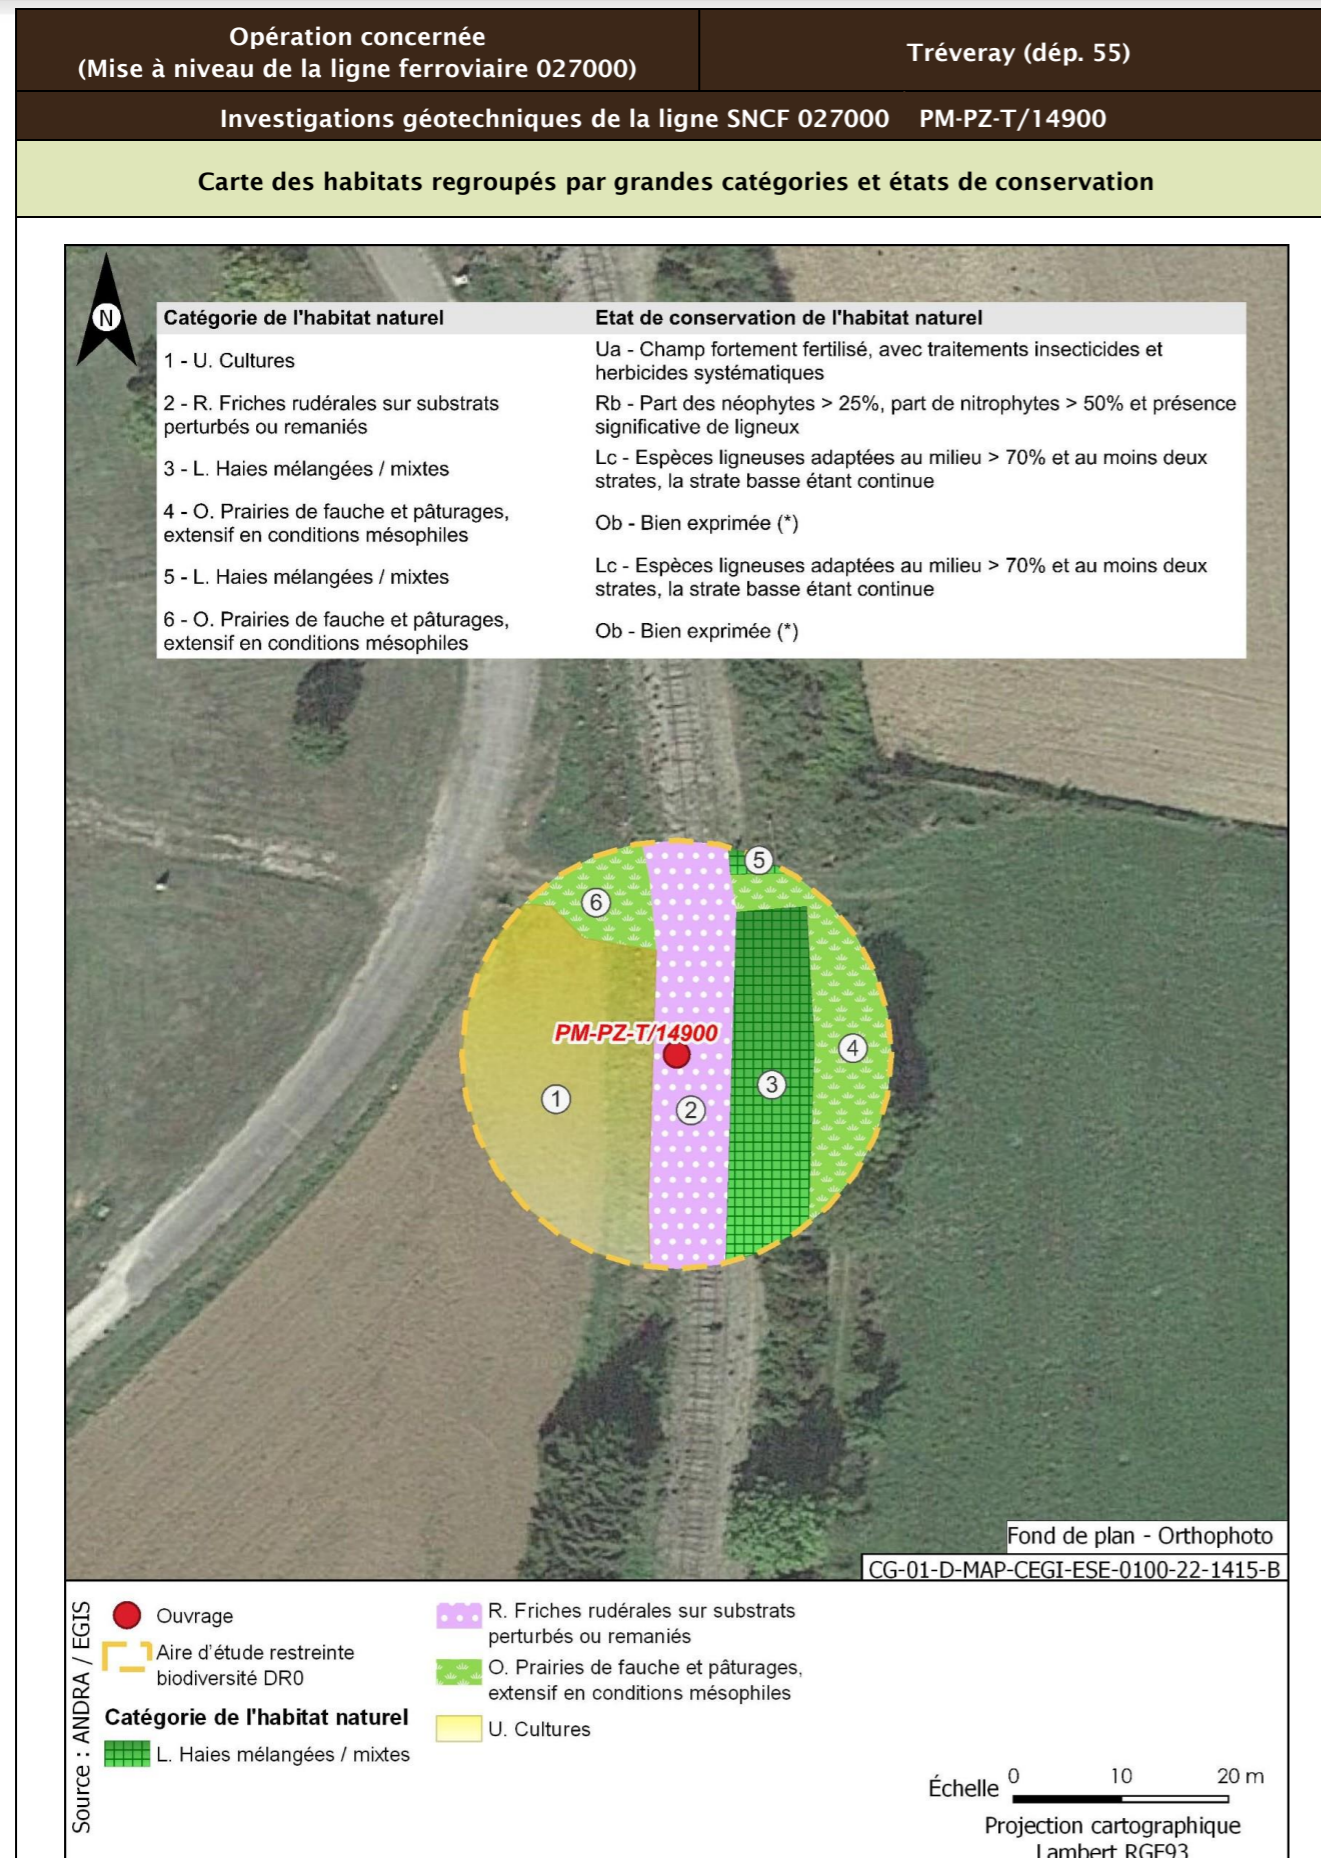 Opération concernée
(Mise à niveau de la ligne ferroviaire 027000)
Tréveray (dép. 55)
Investigations géotechniques de la ligne SNCF 027000 PM-PZ-T/14900
Carte des habitats regroupés par grandes catégories et états de conservation
N
Catégorie de l'habitat naturel
Etat de conservation de l'habitat naturel
1 - U. Cultures
Ua - Champ fortement fertilisé, avec traitements insecticides et
herbicides systématiques
2 - R. Friches rudérales sur substrats
perturbés ou remaniés
Rb - Part des néophytes > 25%, part de nitrophytes > 50% et présence
significative de ligneux
3 - L. Haies mélangées / mixtes
Lc - Espèces ligneuses adaptées au milieu > 70% et au moins deux
strates, la strate basse étant continue
4 - O. Prairies de fauche et pâturages,
extensif en conditions mésophiles
Ob - Bien exprimée (*)
5 - L. Haies mélangées / mixtes
Lc - Espèces ligneuses adaptées au milieu > 70% et au moins deux
strates, la strate basse étant continue
6 - O. Prairies de fauche et pâturages,
extensif en conditions mésophiles
Ob - Bien exprimée (*)
5
6
PM-PZ-T/14900
4
3
1
2
Fond de plan - Orthophoto
CG-01-D-MAP-CEGI-ESE-0100-22-1415-B
Source : ANDRA / EGIS
Ouvrage
Aire d'étude restreinte
biodiversité DR0
Catégorie de l'habitat naturel
L. Haies mélangées / mixtes
R. Friches rudérales sur substrats
perturbés ou remaniés
O. Prairies de fauche et pâturages,
extensif en conditions mésophiles
U. Cultures
Échelle 0 10 20 m
Projection cartographique
Lambert RGF93